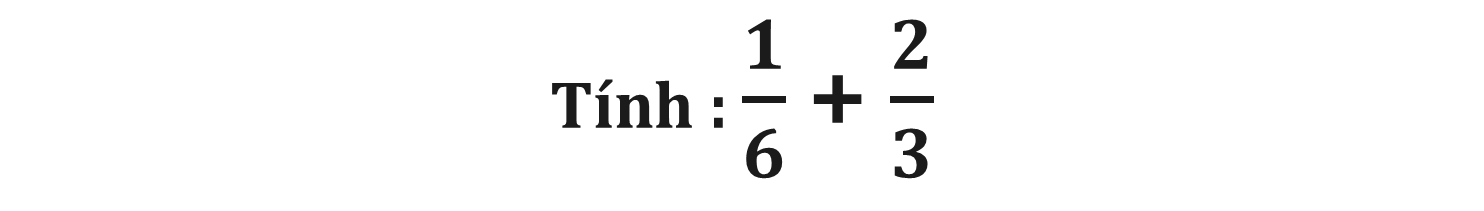 Tính : 1/6 + 2/3